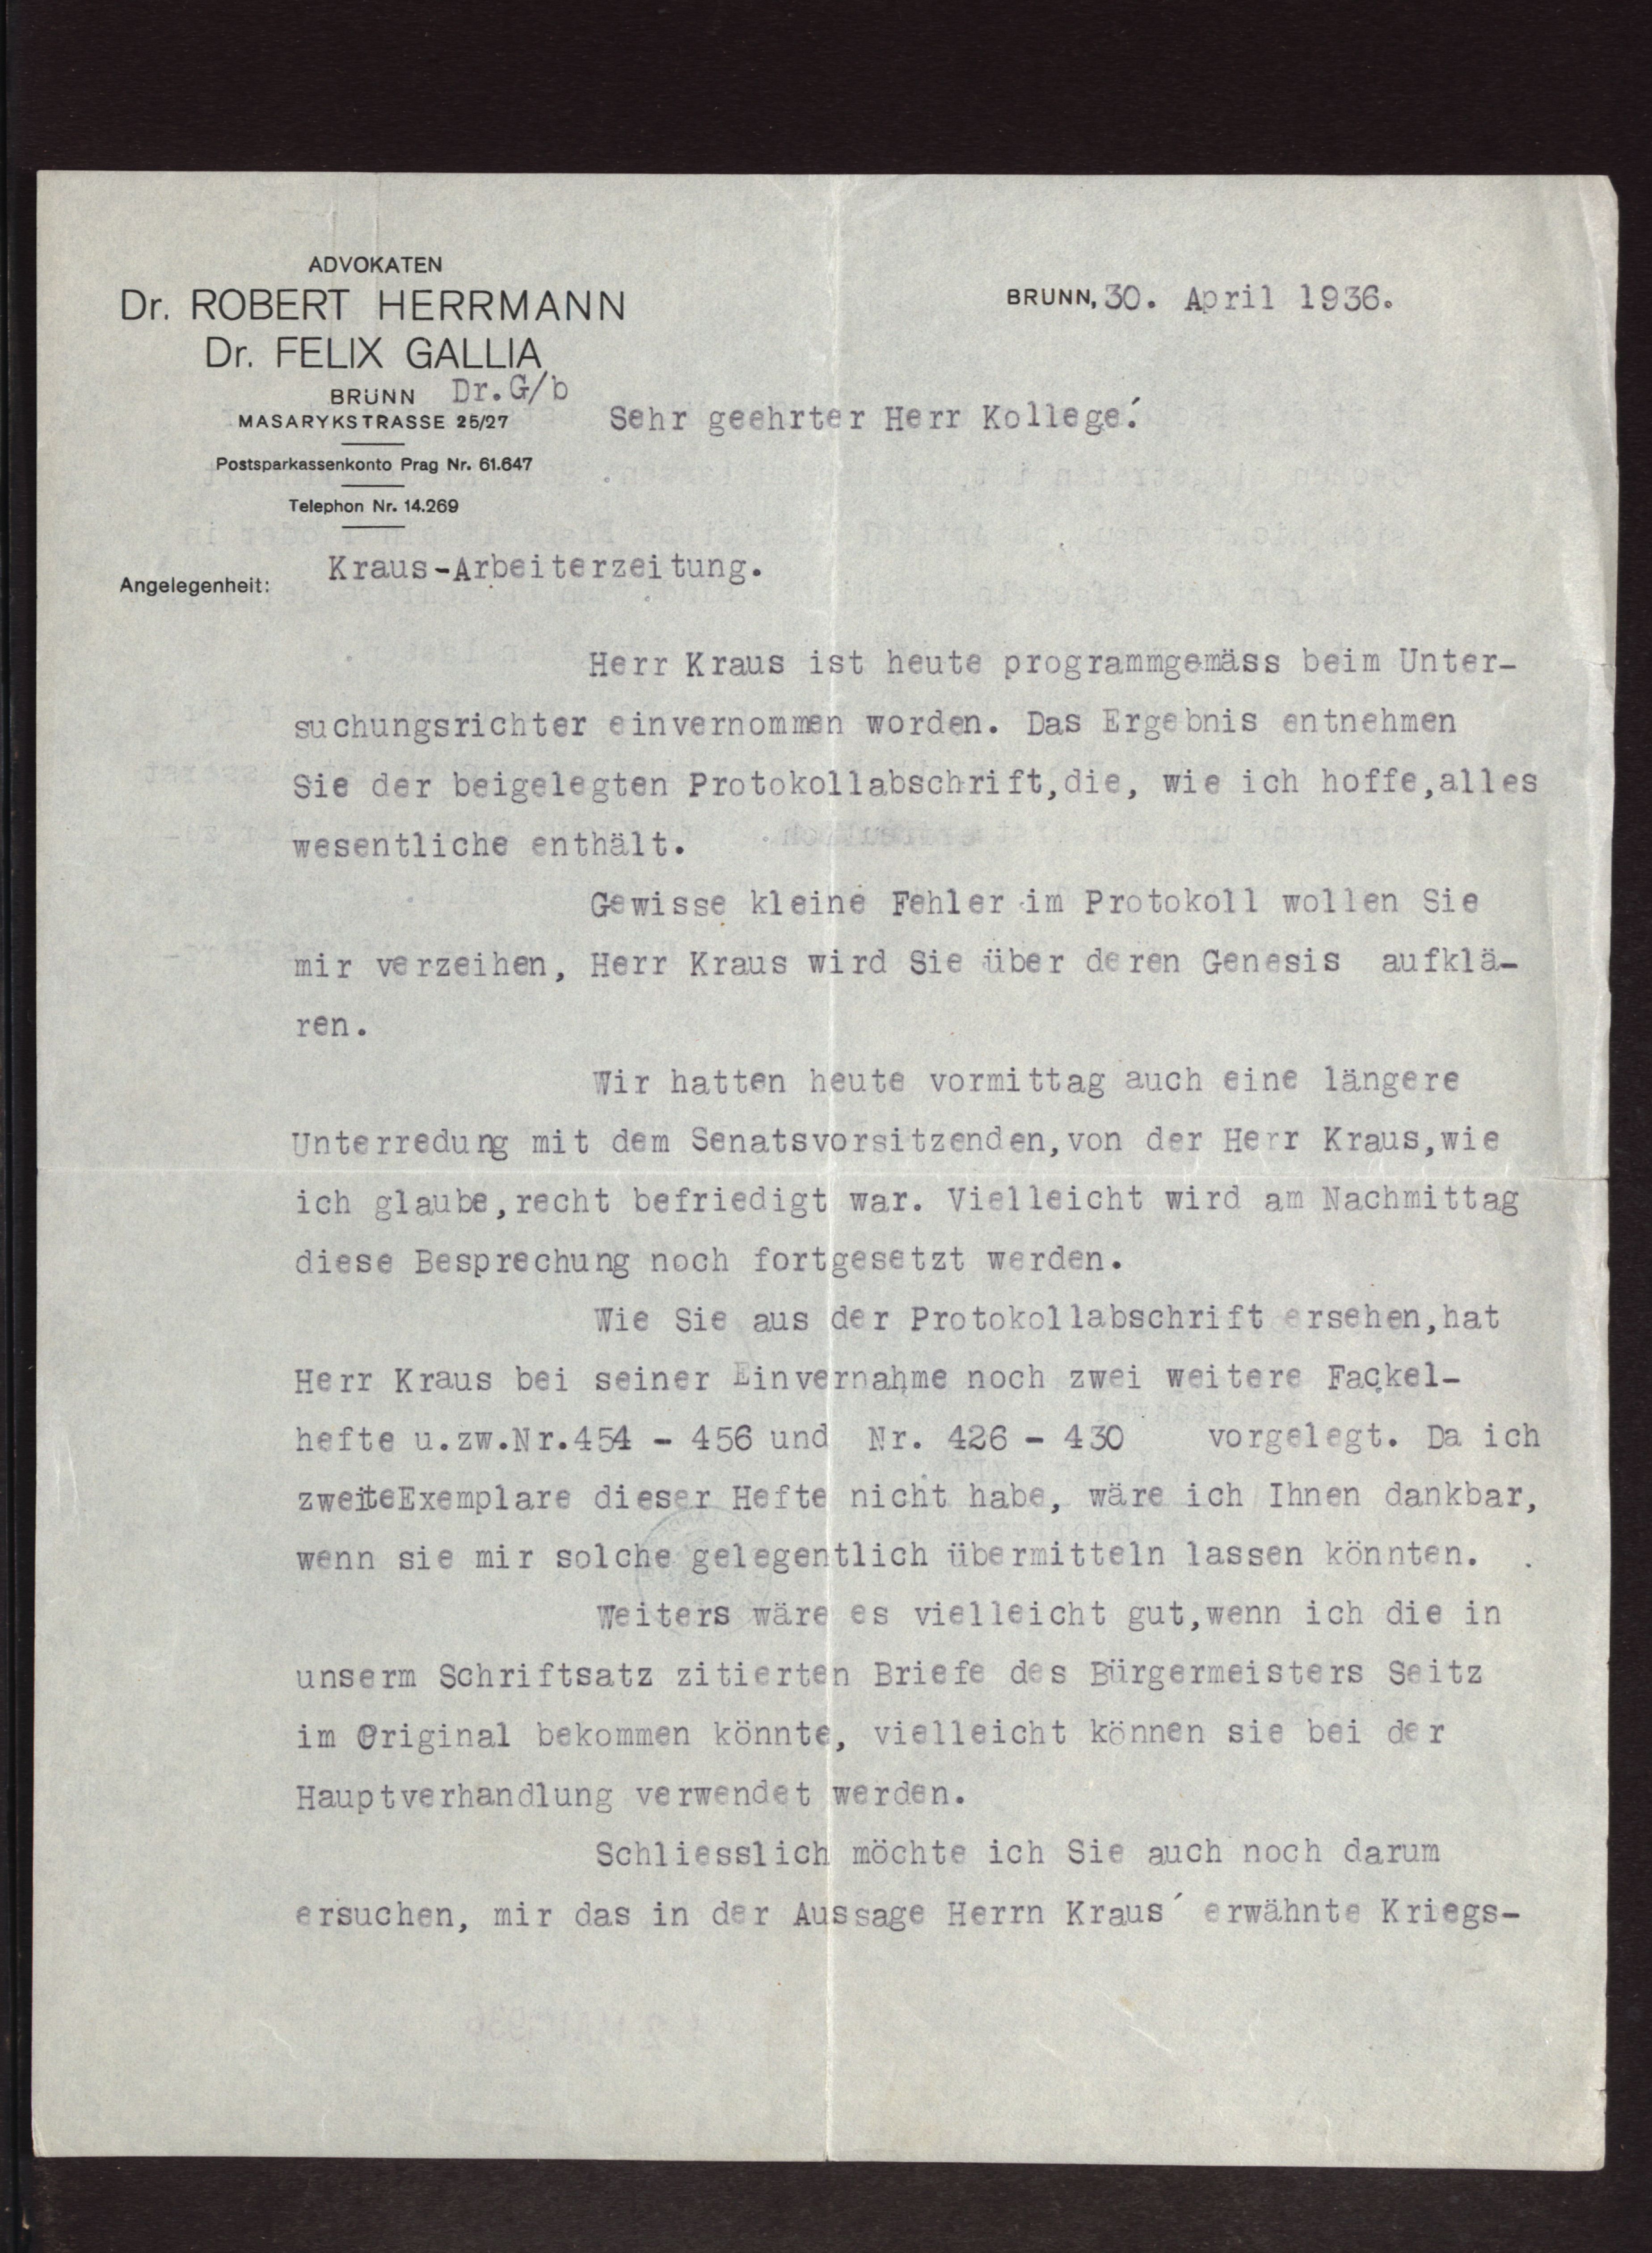 ADVOKATEN
Dr. ROBERT HERRMANN
Dr. FELIX GALLIA
BRÜNN Dr.G/b
MASARYKSTRASSE 25/27
Postsparkassenkonto Prag Nr. 61.647
Telephon Nr. 14.269
BRUNN, 30. April 1936.
Sehr geehrter Herr Kollege!
Angelegenheit: Kraus-Arbeiterzeitung.
Herr Kraus ist heute programmgemäss beim Unter-
suchungsrichter einvernommen worden. Das Ergebnis entnehmen
Sie der beigelegten Protokollabschrift,die, wie ich hoffe,alles
wesentliche enthält.
Gewisse kleine Fehler im Protokoll wollen Sie
mir verzeihen, Herr Kraus wird Sie über deren Genesis aufklä-
ren.
Wir hatten heute vormittag auch eine längere
Unterredung mit dem Senatsvorsitzenden,von der Herr Kraus,wie
ich glaube,recht befriedigt war. Vielleicht wird am Nachmittag
diese Besprechung noch fortgesetzt werden.
Wie Sie aus der Protokollabschrift ersehen,hat
Herr Kraus bei seiner Einvernahme noch zwei weitere Fackel-
hefte u.zw.Nr.454 - 456 und Nr. 426 - 430 vorgelegt. Da ich
zweite Exemplare dieser Hefte nicht habe, wäre ich Ihnen dankbar,
wenn sie mir solche gelegentlich übermitteln lassen könnten.
Weiters wäre es vielleicht gut,wenn ich die in
unserm Schriftsatz zitierten Briefe des Bürgermeisters Seitz
im Original bekommen könnte, vielleicht können sie bei der
Hauptverhandlung verwendet werden.
Schliesslich möchte ich Sie auch noch darum
ersuchen, mir das in der Aussage Herrn Kraus´ erwähnte Kriegs-